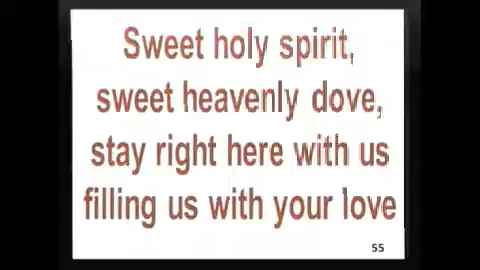 Sweet holy spirit,
sweet heavenly dove,
stay right here with us
filling us with your love
55